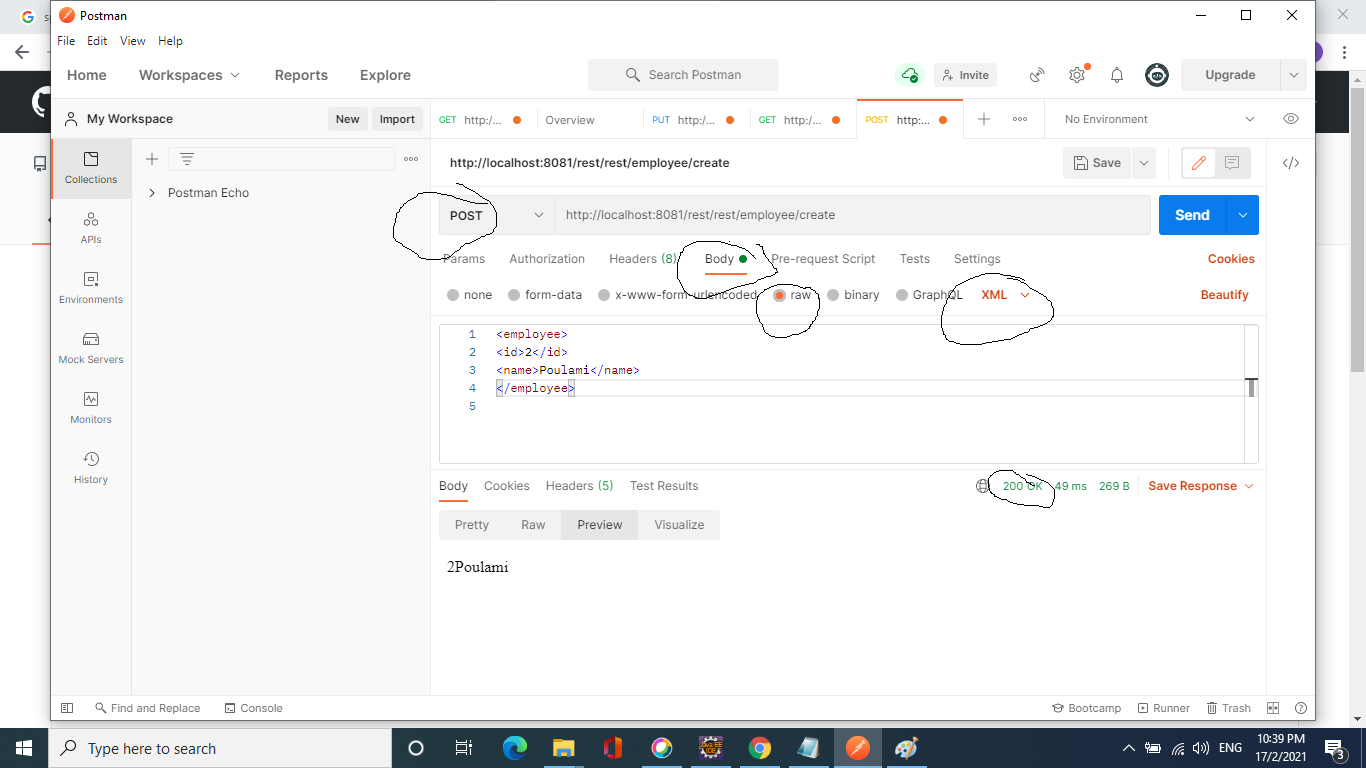 Postman
File Edit View Help
Home Workspaces Reports Explore Search Postman Invite Upgrade
My Workspace New Import GET http:/... Overview PUT http:/... GET http:/... POST http:... No Environment
http://localhost:8081/rest/rest/employee/create Save
Collections
Postman Echo
POST http://localhost:8081/rest/rest/employee/create Send
APIs
Params Authorization Headers (8) Body Pre-request Script Tests Settings Cookies
none form-data x-www-form-urlencoded raw binary GraphQL XML Beautify
Environments
1 <employee>
2 <id>2</id>
3 <name>Poulami</name>
4 </employee>
5
Mock Servers
Monitors
History
Body Cookies Headers (5) Test Results 200 OK 49 ms 269 B Save Response
Pretty Raw Preview Visualize
2Poulami
Find and Replace Console Bootcamp Runner Trash
Type here to search ENG 10:39 PM
17/2/2021 3